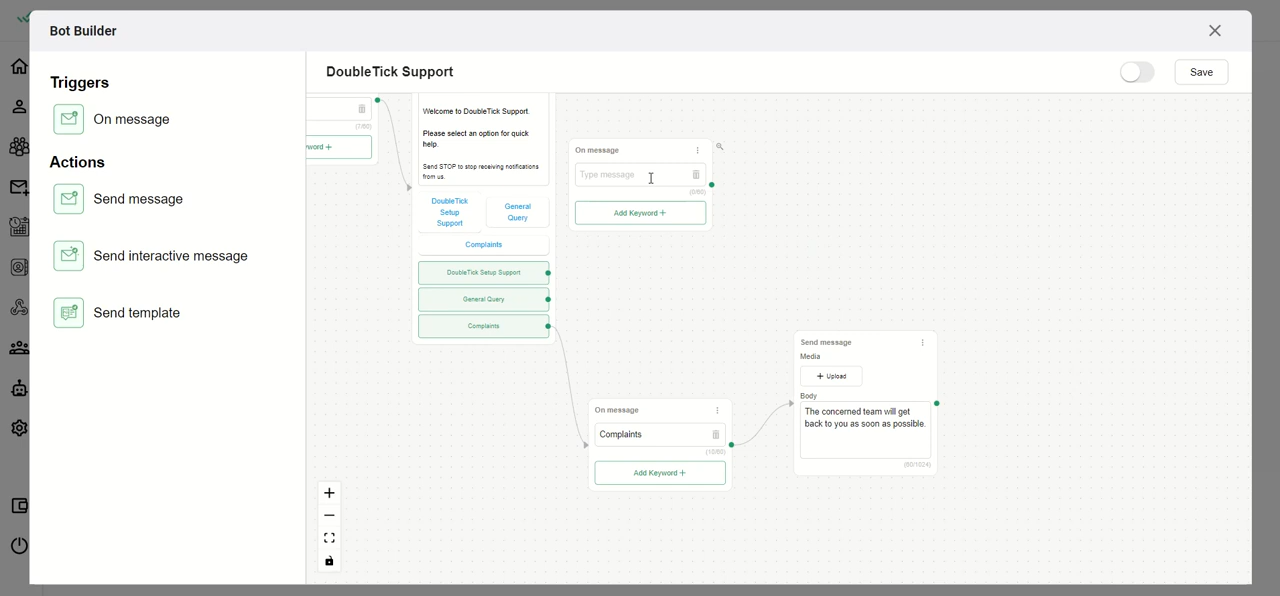 Bot Builder
Triggers
On message
Actions
Send message
Send interactive message
Send template
DoubleTick Support
Save
(7/60)
word +
Welcome to DoubleTick Support.
Please select an option for quick
help.
Send STOP to stop receiving notifications
from us.
DoubleTick
Setup
Support
General
Query
Complaints
DoubleTick Setup Support
General Query
Complaints
On message
Type message
(0/60)
Add Keyword +
On message
Complaints
(10/60)
Add Keyword +
Send message
Media
+ Upload
Body
The concerned team will get
back to you as soon as possible.
(60/1024)